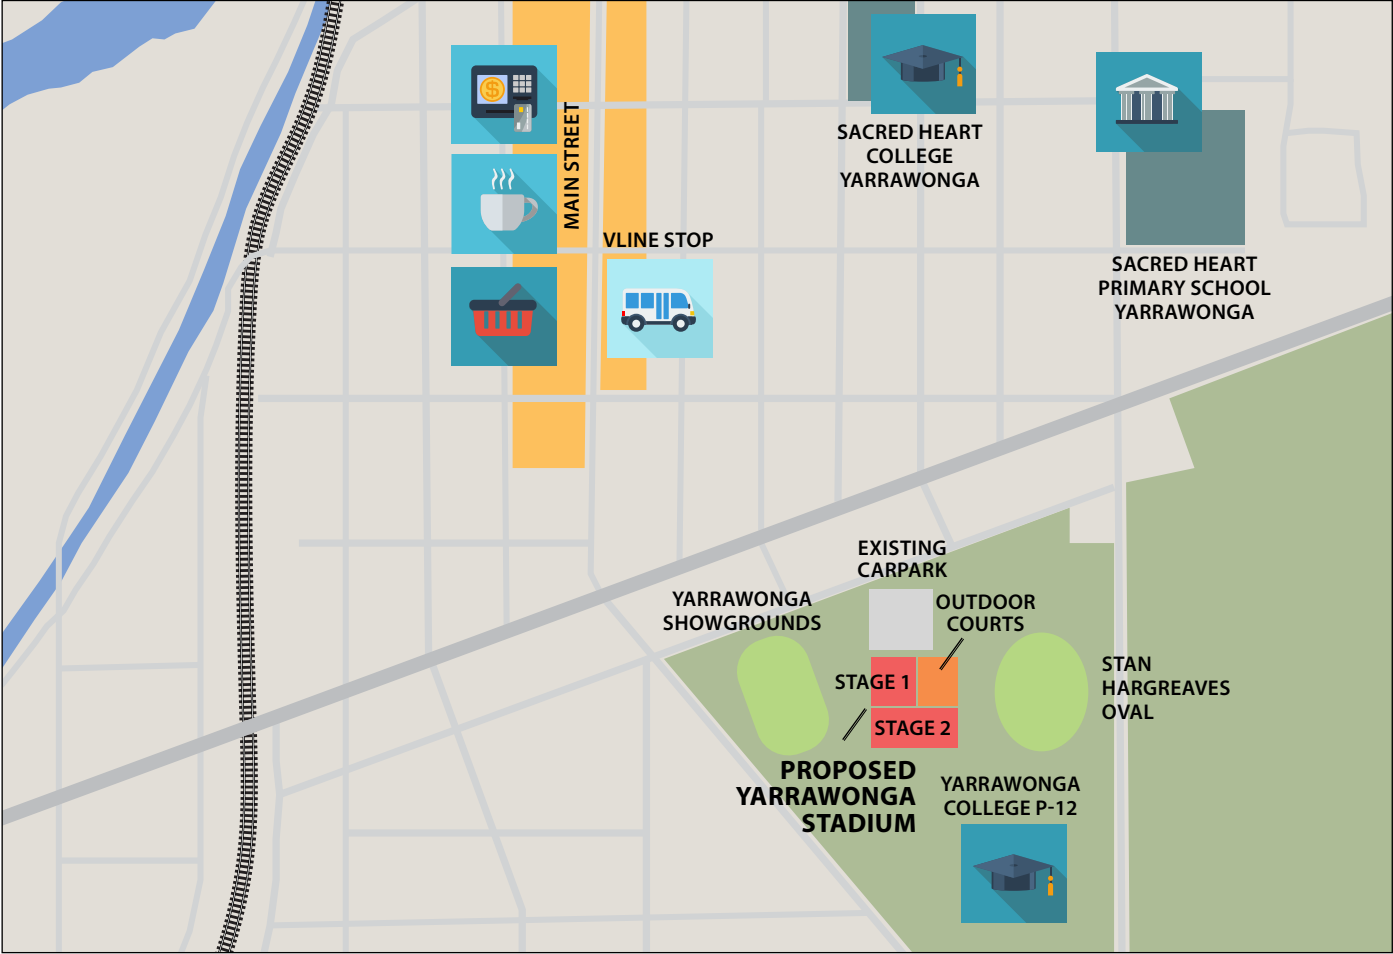 SACRED HEART
COLLEGE
YARRAWONGA
MAIN STREET
VLINE STOP
SACRED HEART
PRIMARY SCHOOL
YARRAWONGA
EXISTING
CARPARK
YARRAWONGA
SHOWGROUNDS
OUTDOOR
COURTS
STAGE 1
STAGE 2
STAN
HARGREAVES
OVAL
PROPOSED
YARRAWONGA
STADIUM
YARRAWONGA
COLLEGE P-12